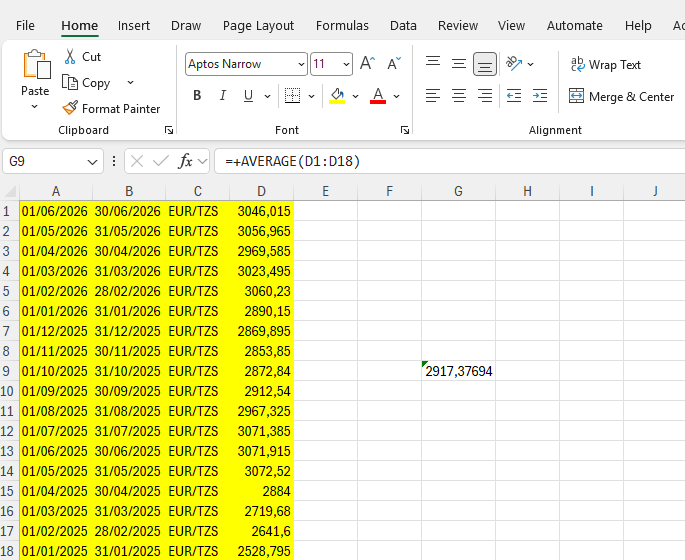 File Home Insert Draw Page Layout Formulas Data Review View Automate Help
Paste
Cut
Copy
Format Painter
Clipboard
Aptos Narrow 11 A A
B I U A
Font
ab Wrap Text
Merge & Center
Alignment
G9 fx =+AVERAGE(D1:D18)
A B C D E F G H I J
1 01/06/2026 30/06/2026 EUR/TZS 3046,015
2 01/05/2026 31/05/2026 EUR/TZS 3056,965
3 01/04/2026 30/04/2026 EUR/TZS 2969,585
4 01/03/2026 31/03/2026 EUR/TZS 3023,495
5 01/02/2026 28/02/2026 EUR/TZS 3060,23
6 01/01/2026 31/01/2026 EUR/TZS 2890,15
7 01/12/2025 31/12/2025 EUR/TZS 2869,895
8 01/11/2025 30/11/2025 EUR/TZS 2853,85
9 01/10/2025 31/10/2025 EUR/TZS 2872,84 2917,37694
10 01/09/2025 30/09/2025 EUR/TZS 2912,54
11 01/08/2025 31/08/2025 EUR/TZS 2967,325
12 01/07/2025 31/07/2025 EUR/TZS 3071,385
13 01/06/2025 30/06/2025 EUR/TZS 3071,915
14 01/05/2025 31/05/2025 EUR/TZS 3072,52
15 01/04/2025 30/04/2025 EUR/TZS 2884
16 01/03/2025 31/03/2025 EUR/TZS 2719,68
17 01/02/2025 28/02/2025 EUR/TZS 2641,6
18 01/01/2025 31/01/2025 EUR/TZS 2528,795